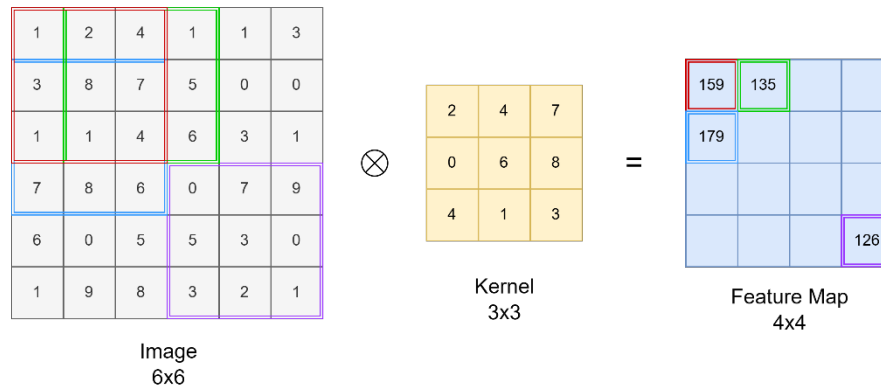 1 2 4 1 1 3
3 8 7 5 0 0
1 1 4 6 3 1
7 8 6 0 7 9
6 0 5 5 3 0
1 9 8 3 2 1
Image
6x6
⊗
2 4 7
0 6 8
4 1 3
Kernel
3x3
=
159 135
179
126
Feature Map
4x4